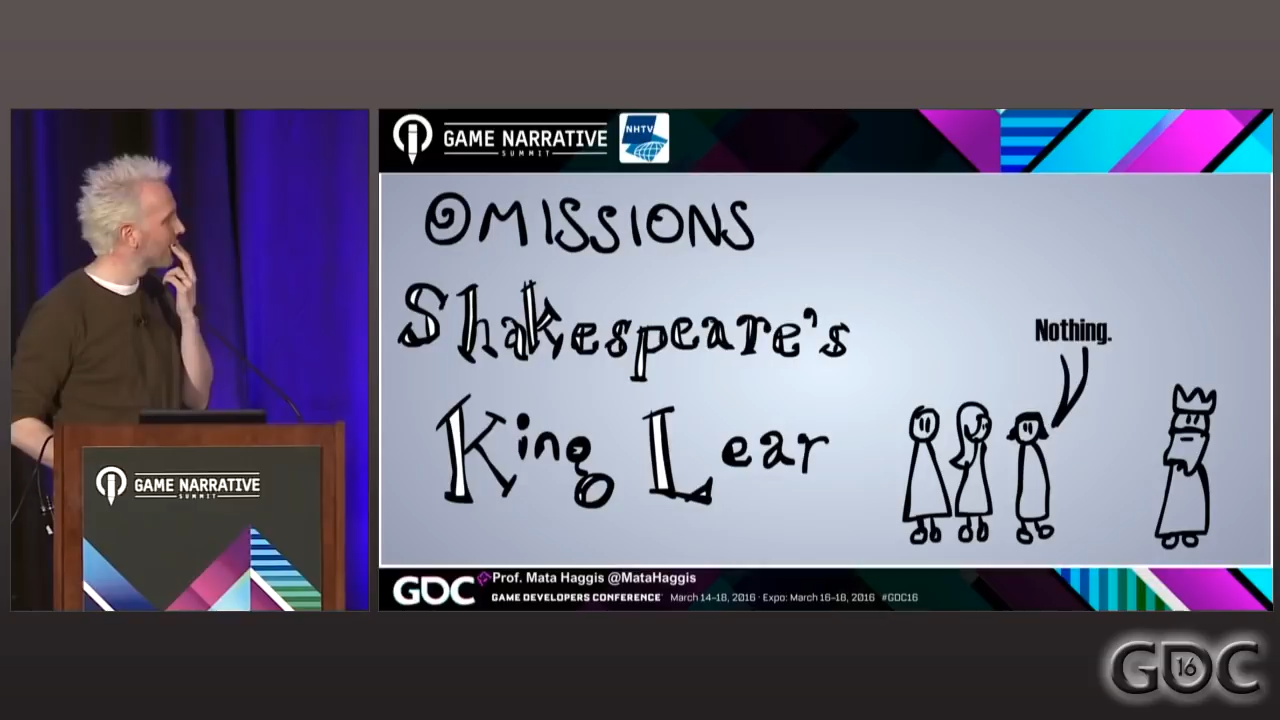 GAME NARRATIVE
SUMMIT
NHTV
OMISSIONS
Shakespeare's
King Lear
Nothing.
GAME NARRATIVE
SUMMIT
GDC
Prof. Mata Haggis @MataHaggis
GAME DEVELOPERS CONFERENCE March 14–18, 2016 · Expo: March 16–18, 2016 #GDC16
GDC
16